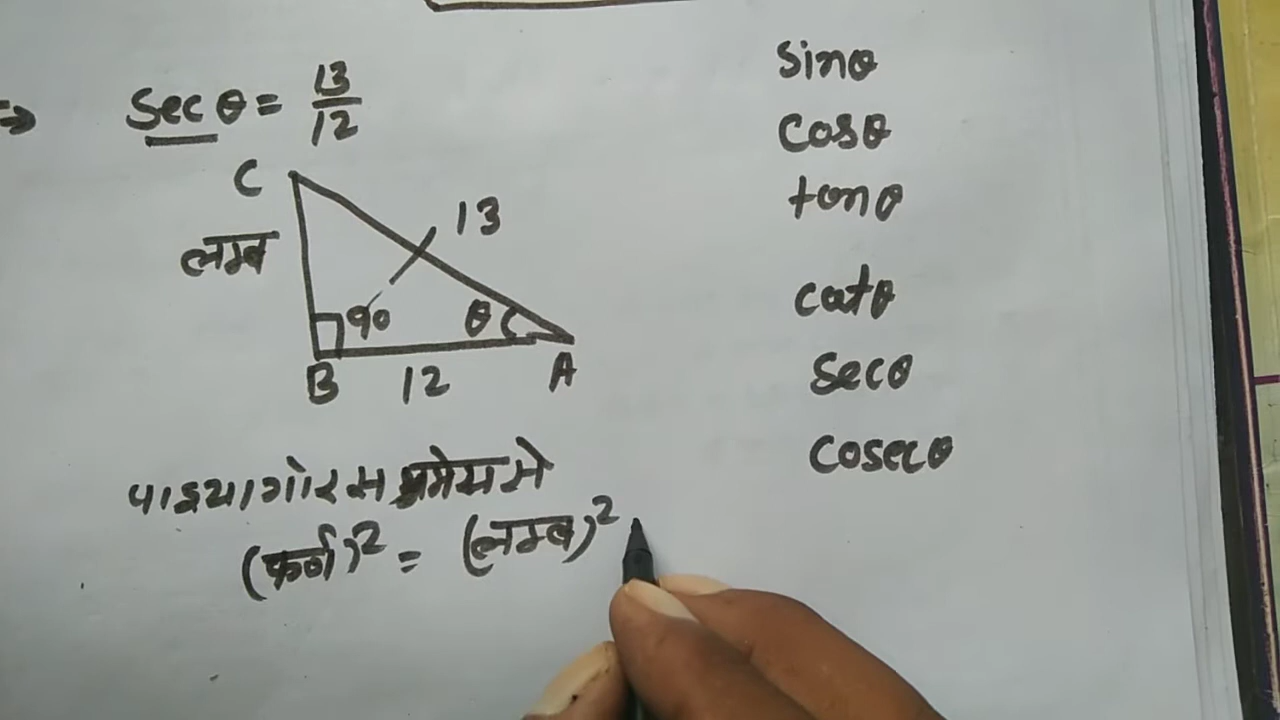 ⇒ Secθ = 13/12
C
13
लम्ब
90 θ
B 12 A
पाइथागोरस प्रमेय से
(कर्ण)² = (लम्ब)²
sinθ
cosθ
tanθ
catθ
secθ
cosecθ